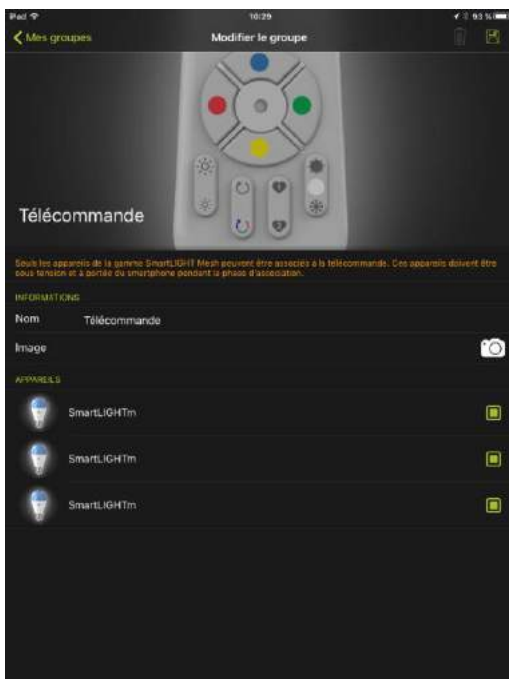 iPad 10:29 93 %
Mes groupes Modifier le groupe
Télécommande
Seuls les appareils de la gamme SmartLIGHT Mesh peuvent être associés à la télécommande. Ces appareils doivent être
sous tension et à portée du smartphone pendant la phase d'association.
INFORMATIONS
Nom Télécommande
Image
APPAREILS
SmartLIGHTm
SmartLIGHTm
SmartLIGHTm